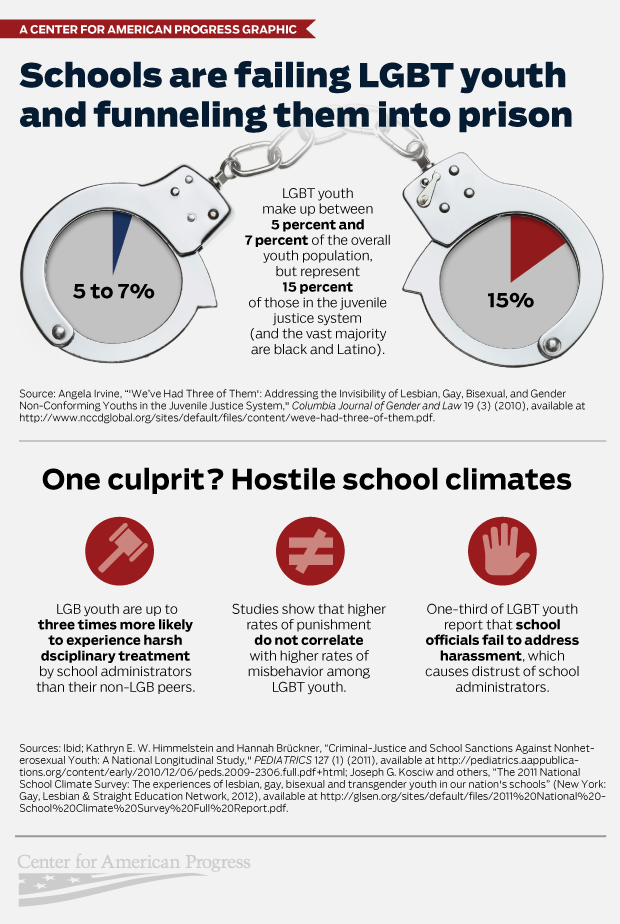 A CENTER FOR AMERICAN PROGRESS GRAPHIC
Schools are failing LGBT youth
and funneling them into prison
LGBT youth
make up between
5 percent and
7 percent of the overall
youth population,
but represent
15 percent
of those in the juvenile
justice system
(and the vast majority
are black and Latino).
5 to 7%
15%
Source: Angela Irvine, “‘We’ve Had Three of Them’: Addressing the Invisibility of Lesbian, Gay, Bisexual, and Gender
Non-Conforming Youths in the Juvenile Justice System," Columbia Journal of Gender and Law 19 (3) (2010), available at
http://www.nccdglobal.org/sites/default/files/content/weve-had-three-of-them.pdf.
One culprit? Hostile school climates
LGB youth are up to
three times more likely
to experience harsh
dsciplinary treatment
by school administrators
than their non-LGB peers.
Studies show that higher
rates of punishment
do not correlate
with higher rates of
misbehavior among
LGBT youth.
One-third of LGBT youth
report that school
officials fail to address
harassment, which
causes distrust of school
administrators.
Sources: Ibid; Kathryn E. W. Himmelstein and Hannah Brückner, “Criminal-Justice and School Sanctions Against Nonhet-
erosexual Youth: A National Longitudinal Study," PEDIATRICS 127 (1) (2011), available at http://pediatrics.aappublica-
tions.org/content/early/2010/12/06/peds.2009-2306.full.pdf+html; Joseph G. Kosciw and others, “The 2011 National
School Climate Survey: The experiences of lesbian, gay, bisexual and transgender youth in our nation's schools” (New York:
Gay, Lesbian & Straight Education Network, 2012), available at http://glsen.org/sites/default/files/2011%20National%20-
School%20Climate%20Survey%20Full%20Report.pdf.
Center for American Progress